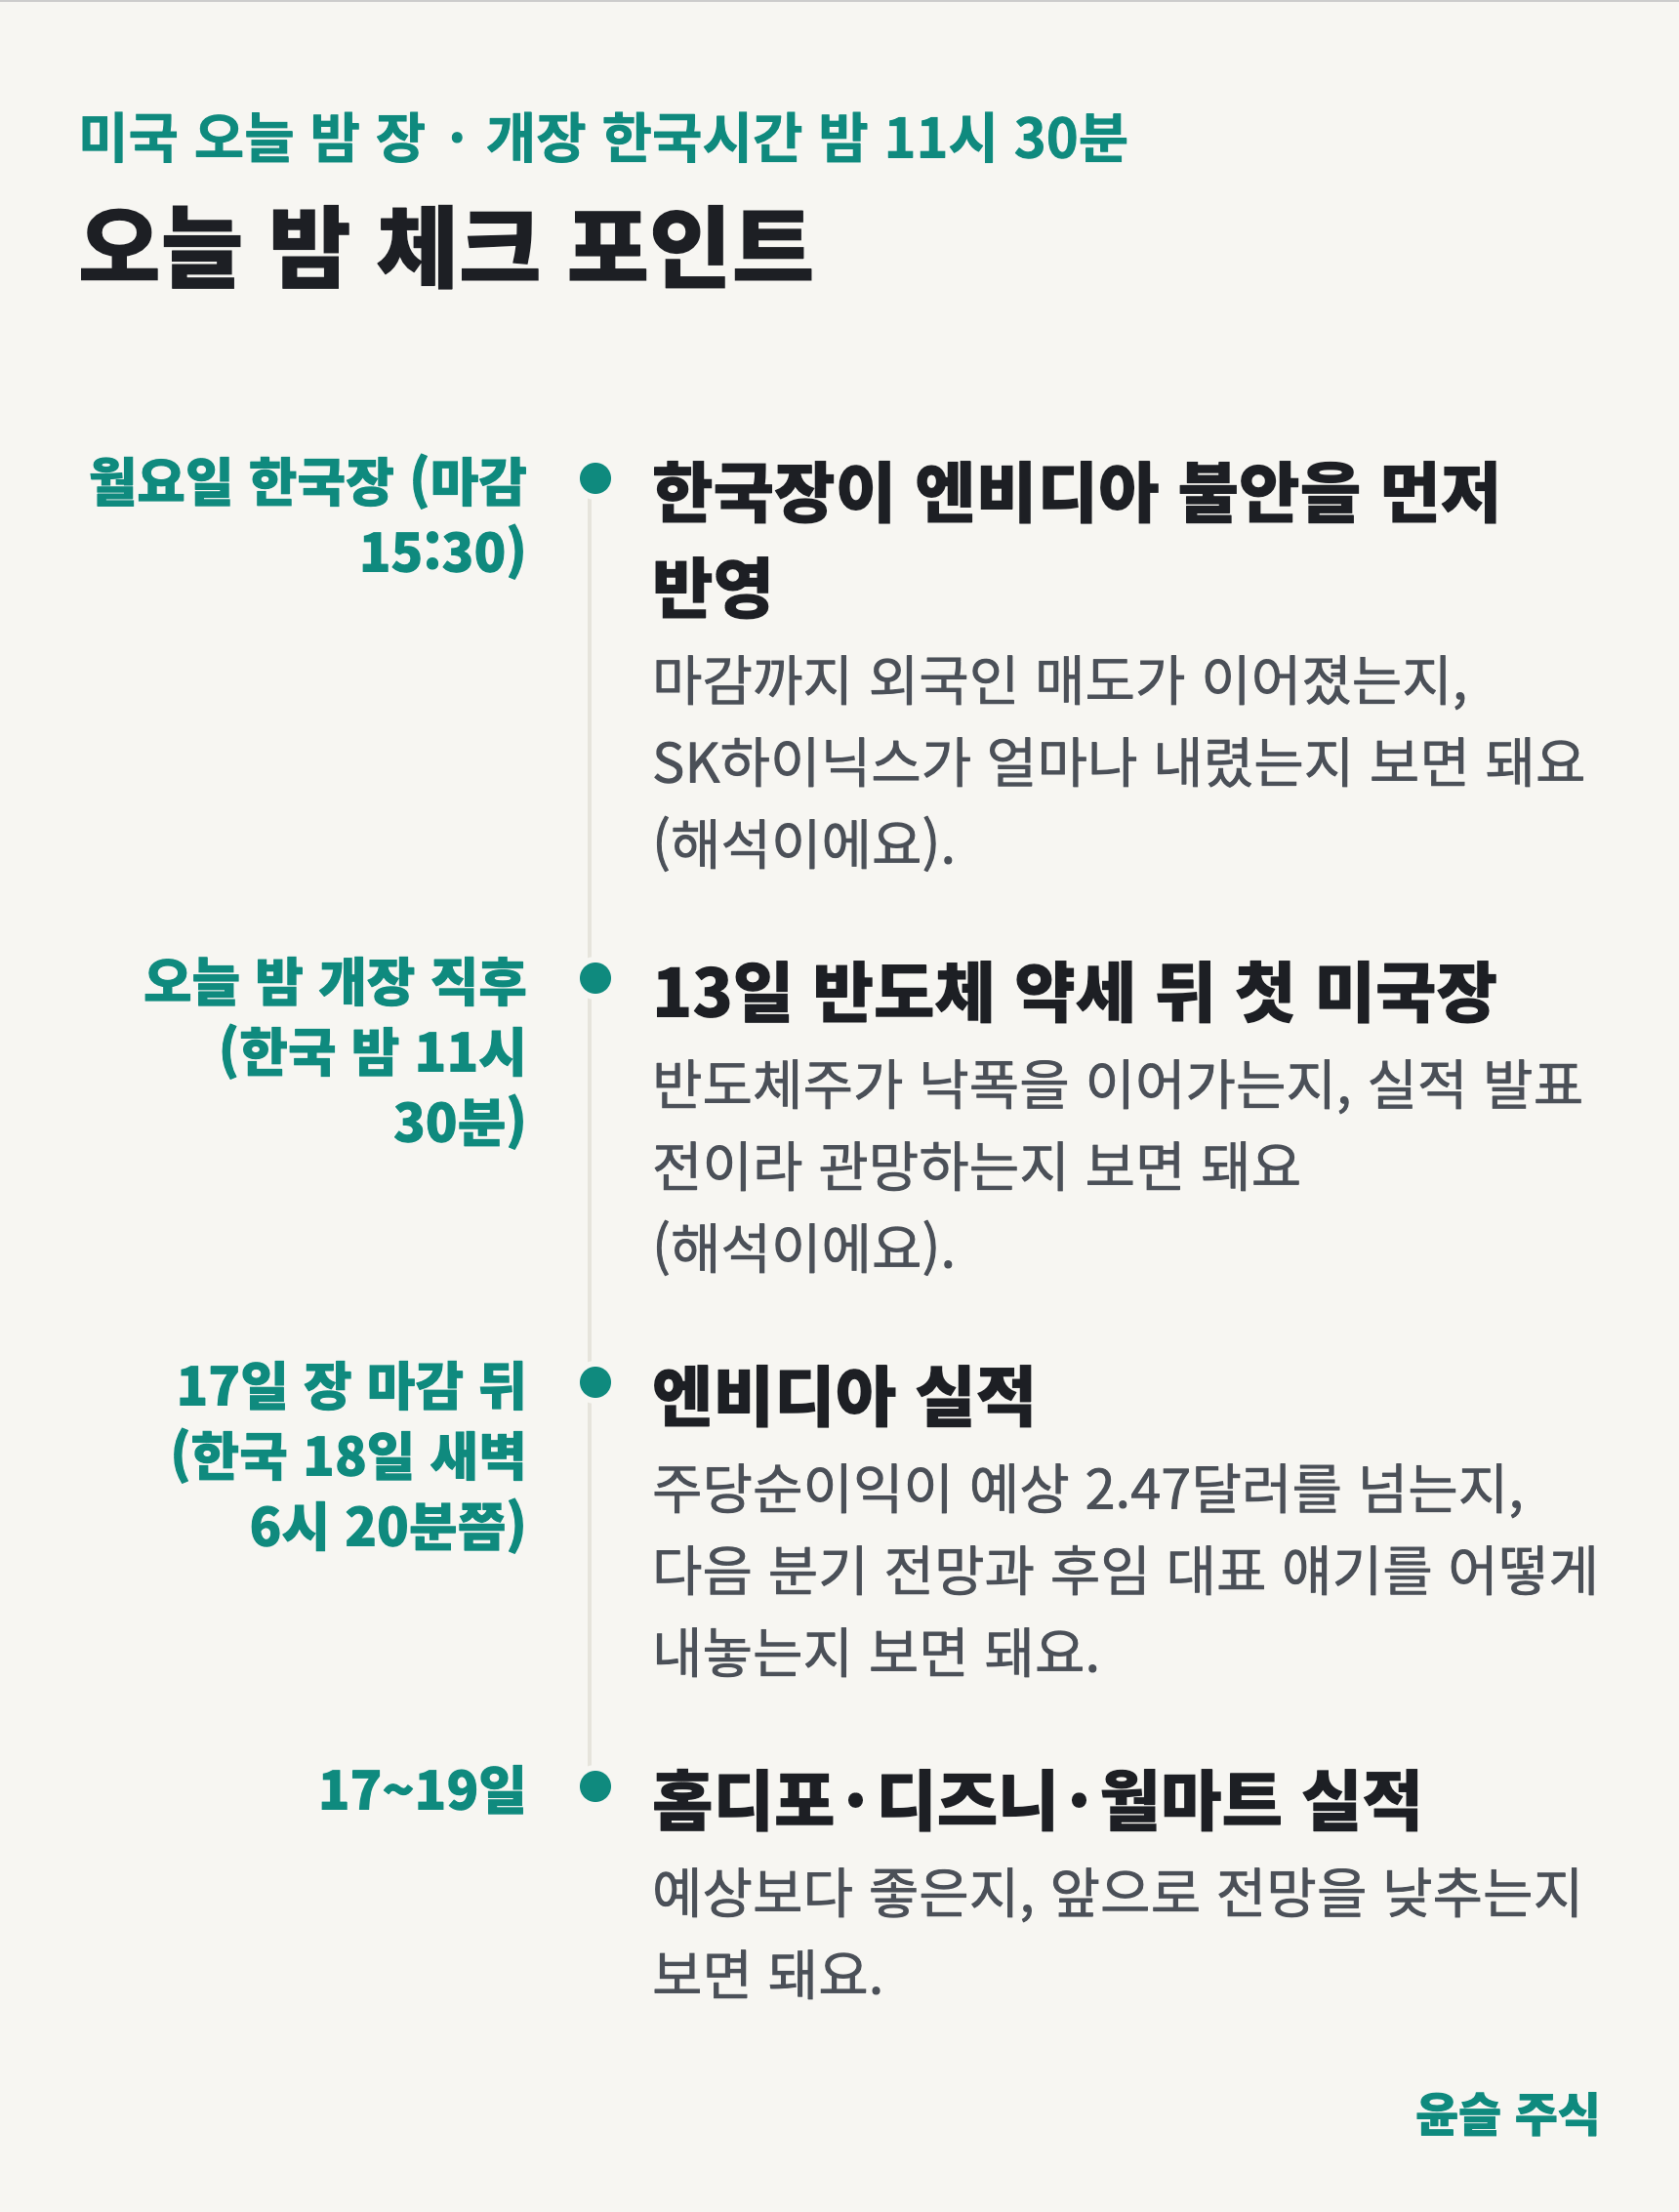 미국 오늘 밤 장 · 개장 한국시간 밤 11시 30분
오늘 밤 체크 포인트
월요일 한국장 (마감
15:30)
한국장이 엔비디아 불안을 먼저
반영
마감까지 외국인 매도가 이어졌는지,
SK하이닉스가 얼마나 내렸는지 보면 돼요
(해석이에요).
오늘 밤 개장 직후
(한국 밤 11시
30분)
13일 반도체 약세 뒤 첫 미국장
반도체주가 낙폭을 이어가는지, 실적 발표
전이라 관망하는지 보면 돼요
(해석이에요).
17일 장 마감 뒤
(한국 18일 새벽
6시 20분쯤)
엔비디아 실적
주당순이익이 예상 2.47달러를 넘는지,
다음 분기 전망과 후임 대표 얘기를 어떻게
내놓는지 보면 돼요.
17~19일
홈디포·디즈니·월마트 실적
예상보다 좋은지, 앞으로 전망을 낮추는지
보면 돼요.
윤슬 주식